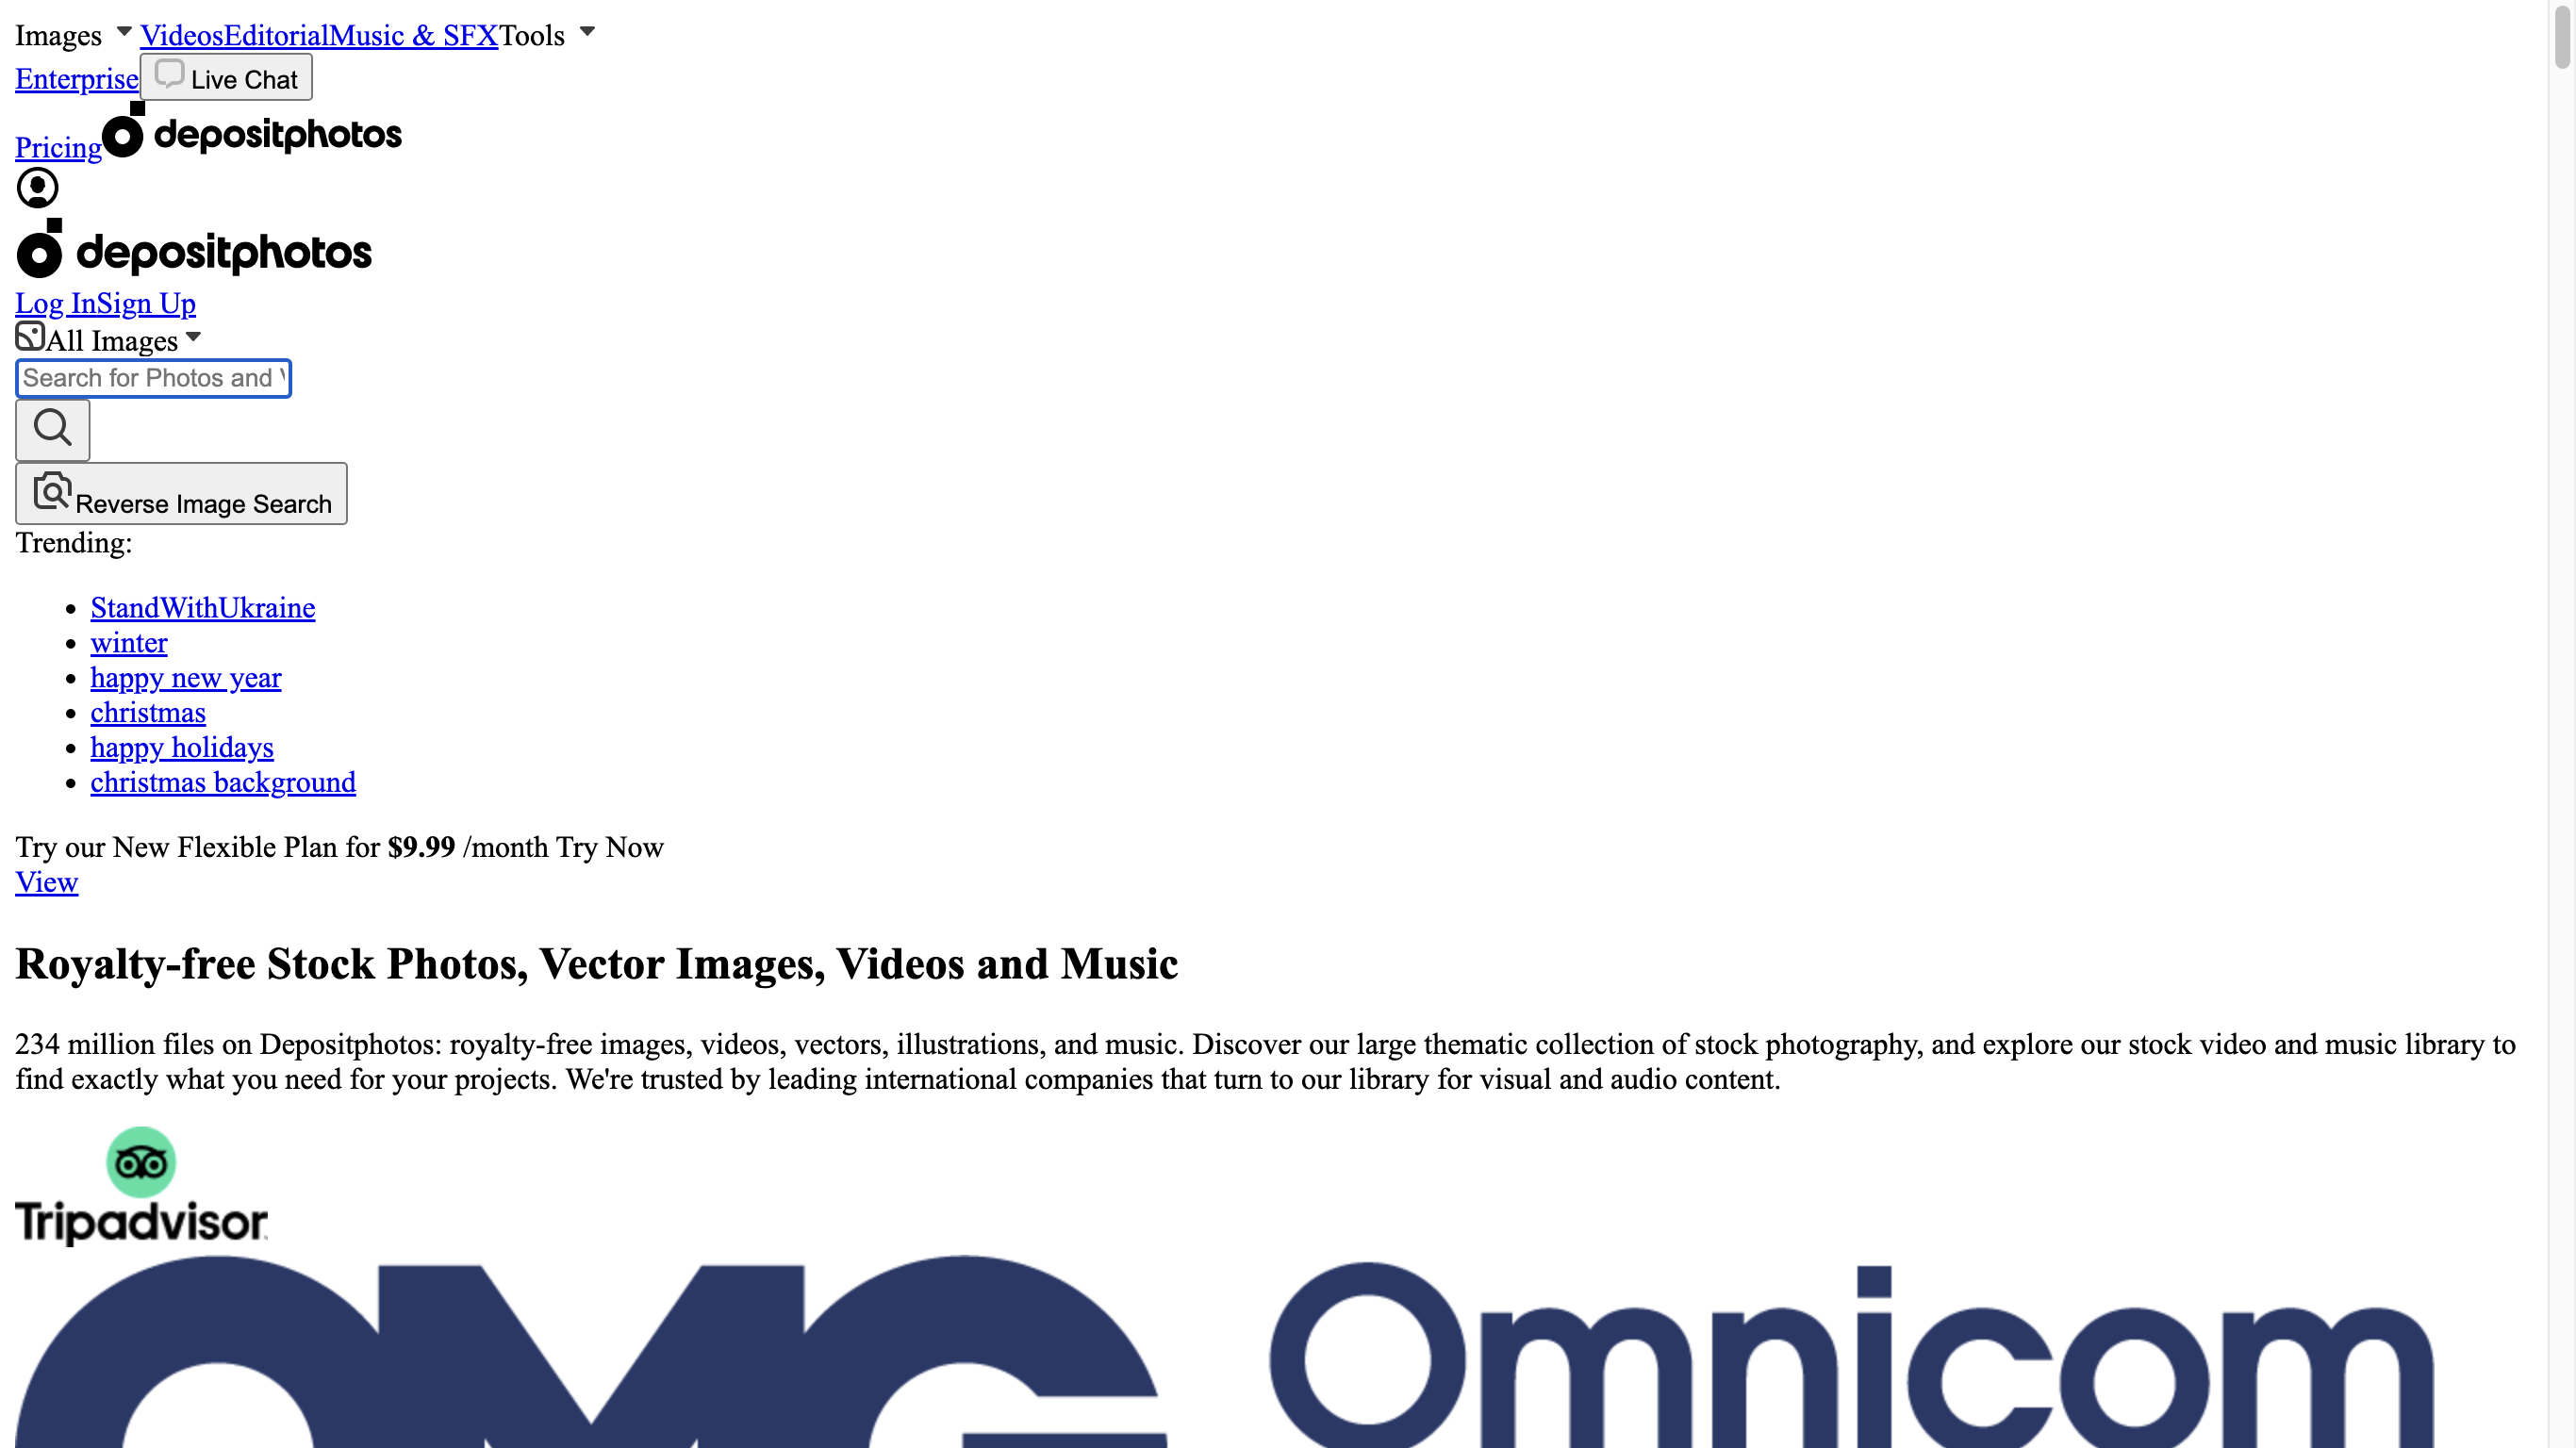 Images VideosEditorialMusic & SFXTools
Enterprise Live Chat
Pricing depositphotos
depositphotos
Log InSign Up
All Images
Search for Photos and
Reverse Image Search
Trending:
StandWithUkraine
winter
happy new year
christmas
happy holidays
christmas background
Try our New Flexible Plan for $9.99 /month Try Now
View
Royalty-free Stock Photos, Vector Images, Videos and Music
234 million files on Depositphotos: royalty-free images, videos, vectors, illustrations, and music. Discover our large thematic collection of stock photography, and explore our stock video and music library to
find exactly what you need for your projects. We're trusted by leading international companies that turn to our library for visual and audio content.
Tripadvisor
OMG Omnicom